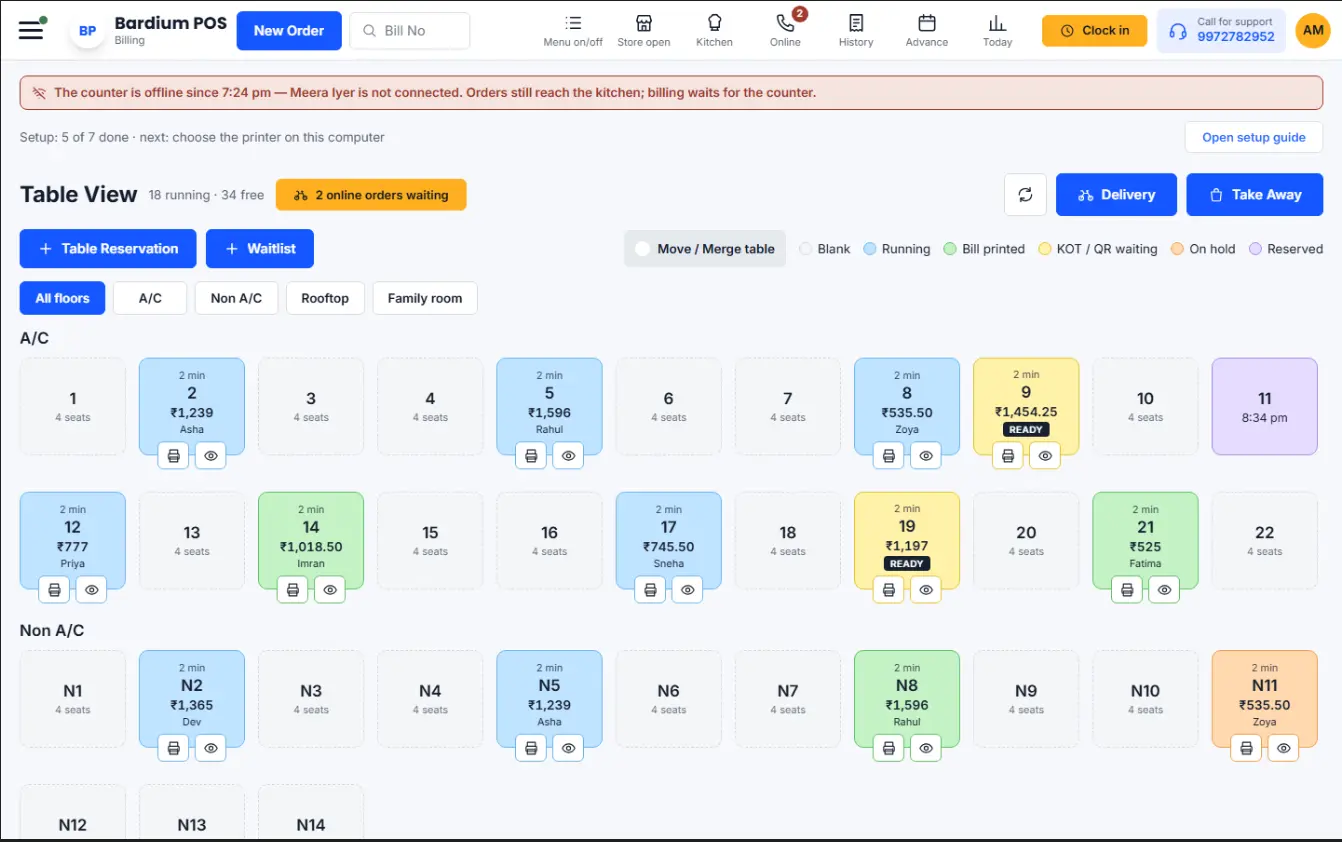 BP
Bardium POS
Billing
New Order
Bill No
Menu on/off
Store open
Kitchen
2
Online
History
Advance
Today
Clock in
Call for support
9972782952
AM
The counter is offline since 7:24 pm — Meera Iyer is not connected. Orders still reach the kitchen; billing waits for the counter.
Setup: 5 of 7 done · next: choose the printer on this computer
Open setup guide
Table View
18 running · 34 free
2 online orders waiting
Delivery
Take Away
+ Table Reservation
+ Waitlist
Move / Merge table
Blank
Running
Bill printed
KOT / QR waiting
On hold
Reserved
All floors
A/C
Non A/C
Rooftop
Family room
A/C
1
4 seats
2 min
2
₹1,239
Asha
3
4 seats
4
4 seats
2 min
5
₹1,596
Rahul
6
4 seats
7
4 seats
2 min
8
₹535.50
Zoya
2 min
9
₹1,454.25
READY
10
4 seats
11
8:34 pm
2 min
12
₹777
Priya
13
4 seats
2 min
14
₹1,018.50
Imran
15
4 seats
16
4 seats
2 min
17
₹745.50
Sneha
18
4 seats
2 min
19
₹1,197
READY
20
4 seats
2 min
21
₹525
Fatima
22
4 seats
Non A/C
N1
4 seats
2 min
N2
₹1,365
Dev
N3
4 seats
N4
4 seats
2 min
N5
₹1,239
Asha
N6
4 seats
N7
4 seats
2 min
N8
₹1,596
Rahul
N9
4 seats
N10
4 seats
2 min
N11
₹535.50
Zoya
N12
N13
N14